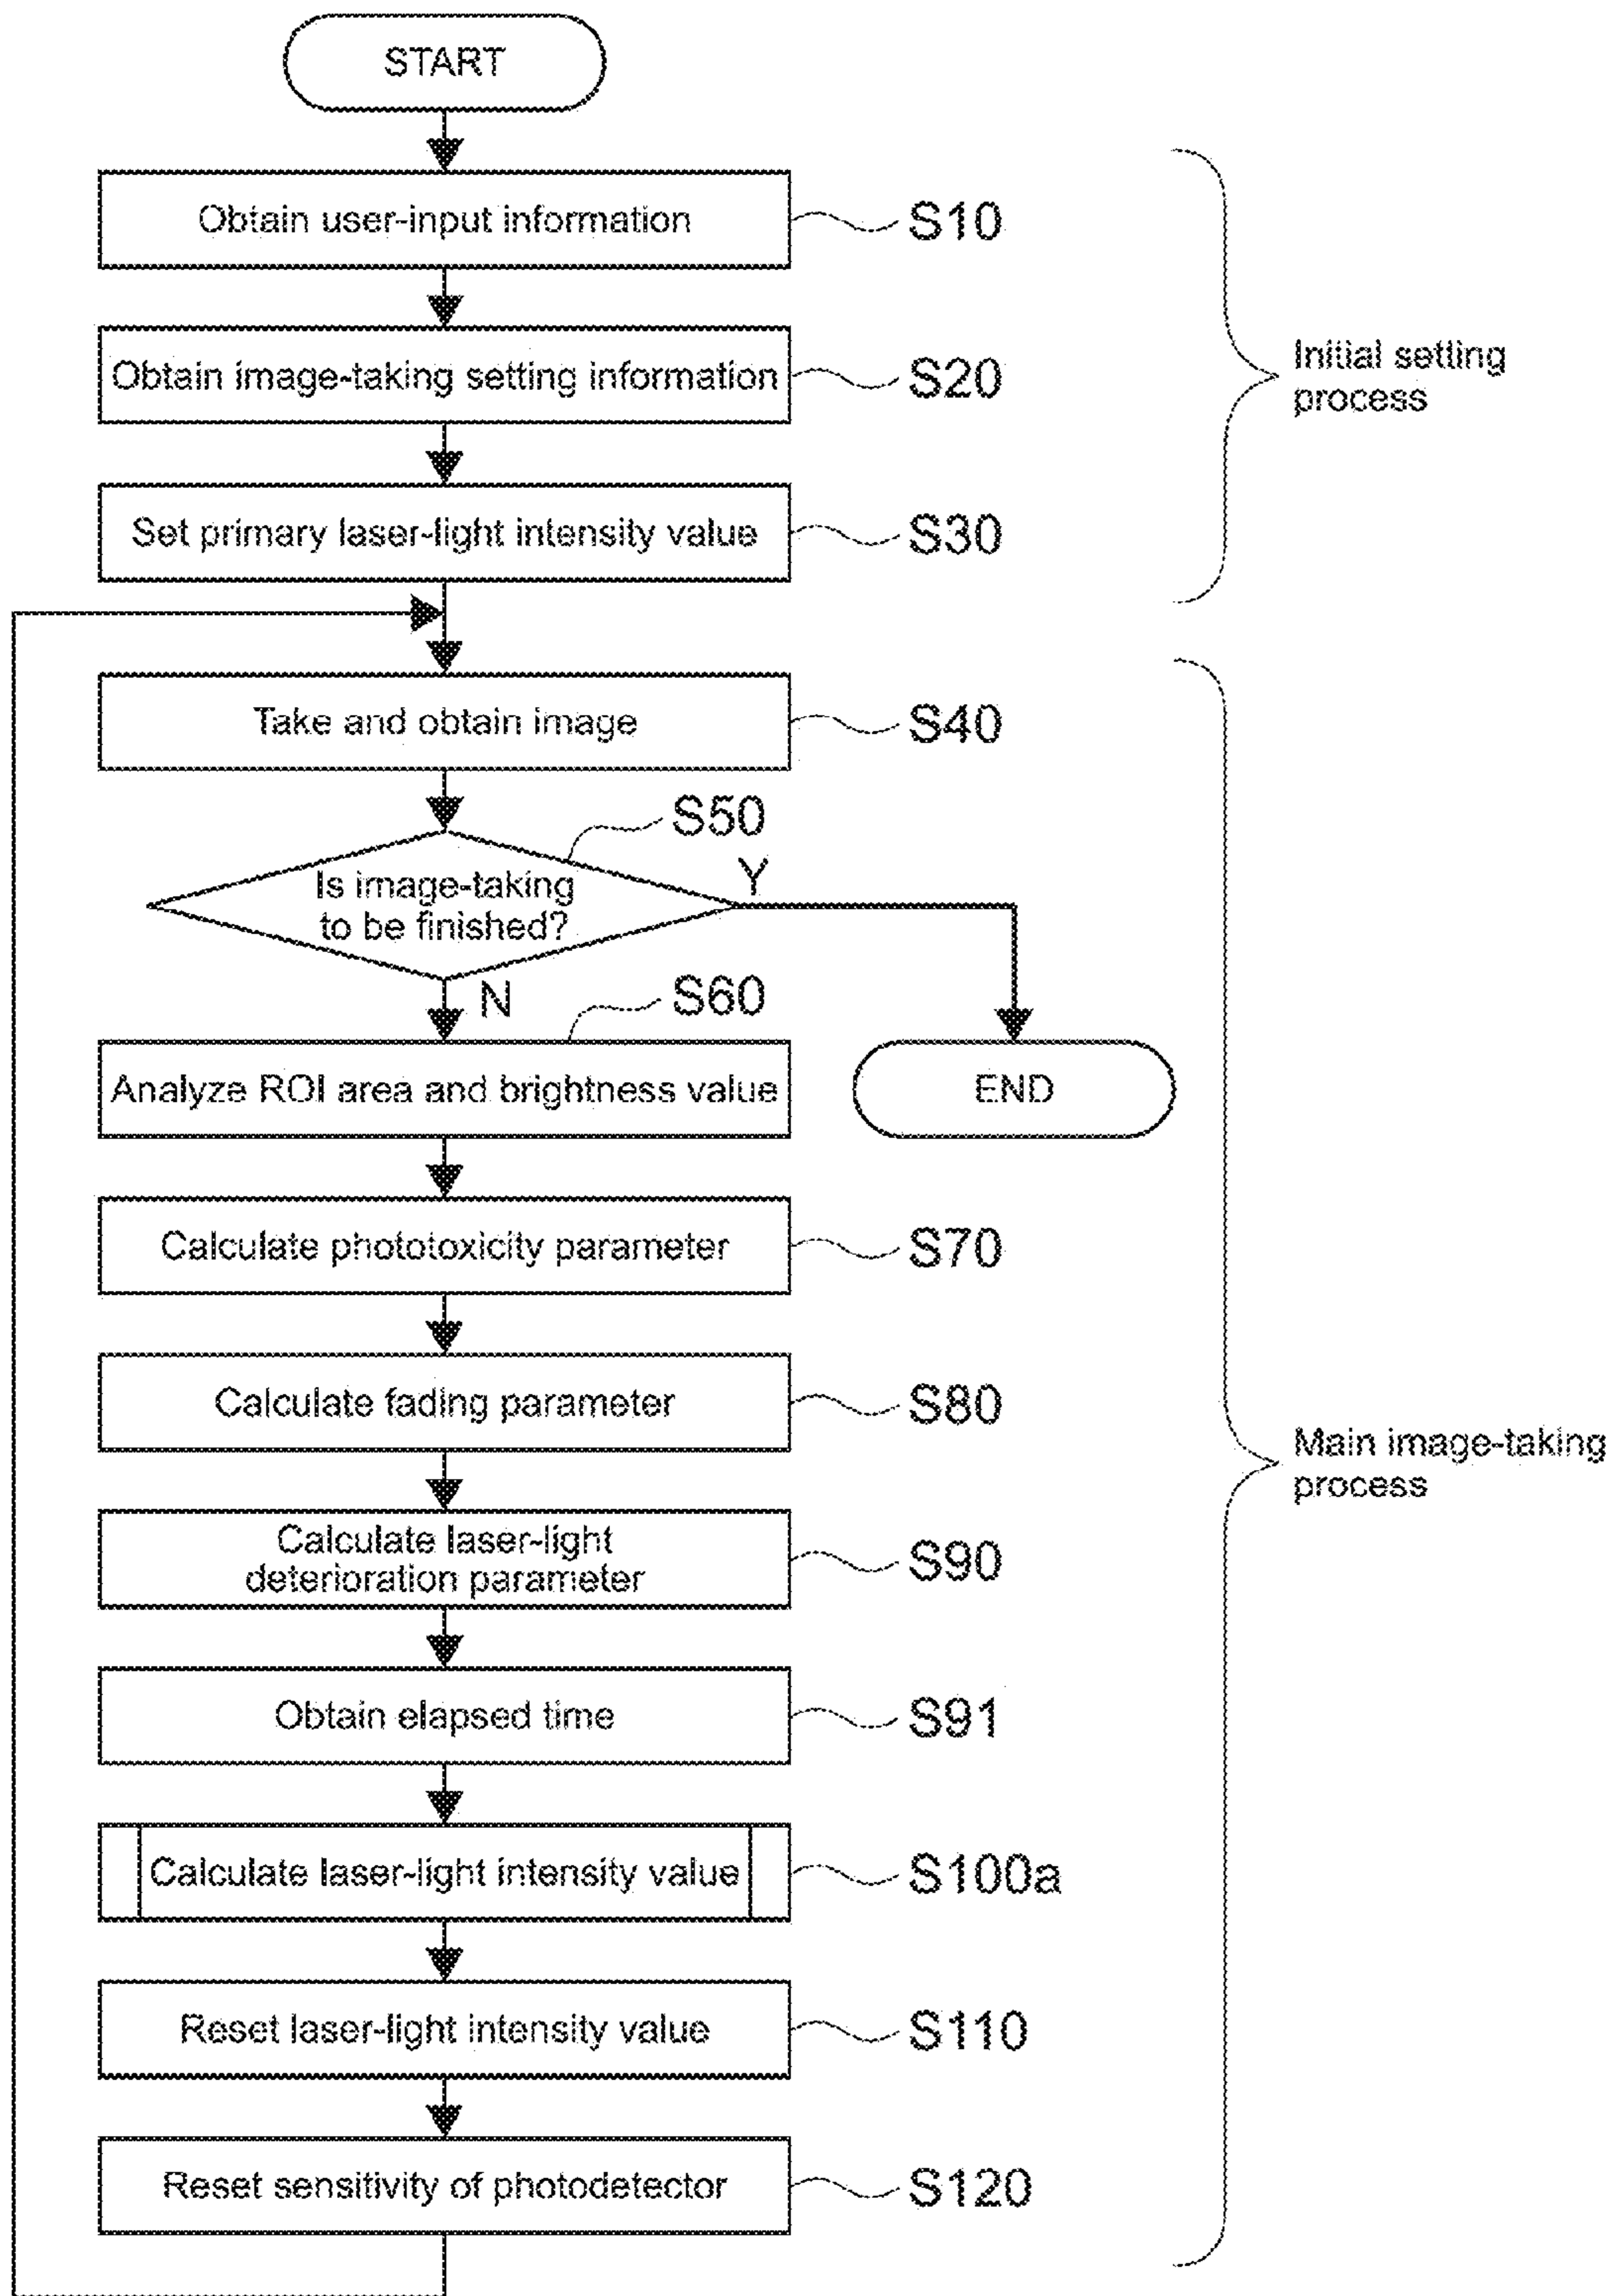 START
Obtain user-input information
S10
Obtain image-taking setting information
S20
Initial setting
process
Set primary laser-light intensity value
S30
Take and obtain image
S40
S50
Is image-taking
to be finished?
Y
N
S60
Analyze ROI area and brightness value
END
Calculate phototoxicity parameter
S70
Calculate fading parameter
S80
Main image-taking
process
Calculate laser-light
deterioration parameter
S90
Obtain elapsed time
S91
Calculate laser-light intensity value
S100a
Reset laser-light intensity value
S110
Reset sensitivity of photodetector
S120